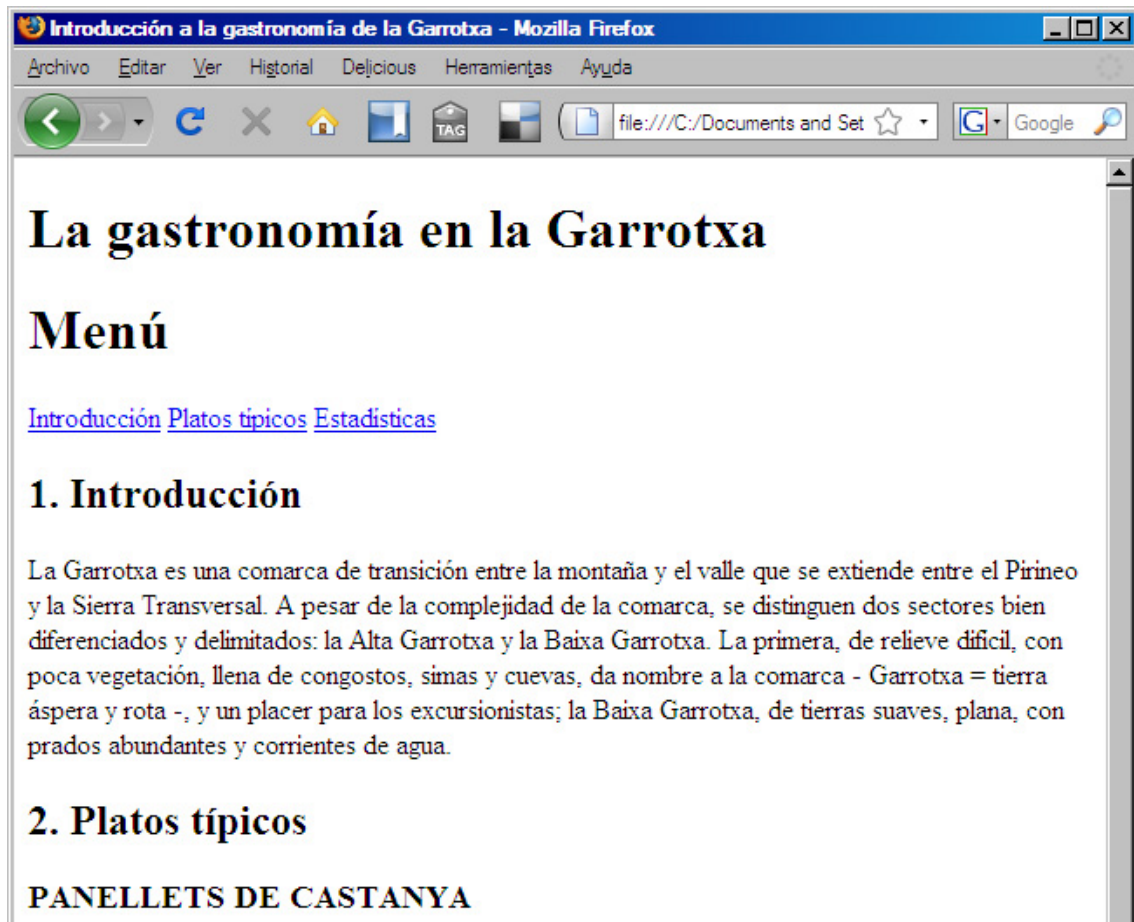 Introducción a la gastronomía de la Garrotxa - Mozilla Firefox
Archivo Editar Ver Historial Delicious Herramientas Ayuda
TAG file:///C:/Documents and Set G Google
La gastronomía en la Garrotxa
Menú
Introducción Platos típicos Estadísticas
1. Introducción
La Garrotxa es una comarca de transición entre la montaña y el valle que se extiende entre el Pirineo
y la Sierra Transversal. A pesar de la complejidad de la comarca, se distinguen dos sectores bien
diferenciados y delimitados: la Alta Garrotxa y la Baixa Garrotxa. La primera, de relieve difícil, con
poca vegetación, llena de congostos, simas y cuevas, da nombre a la comarca - Garrotxa = tierra
áspera y rota -, y un placer para los excursionistas; la Baixa Garrotxa, de tierras suaves, plana, con
prados abundantes y corrientes de agua.
2. Platos típicos
PANELLETS DE CASTANYA